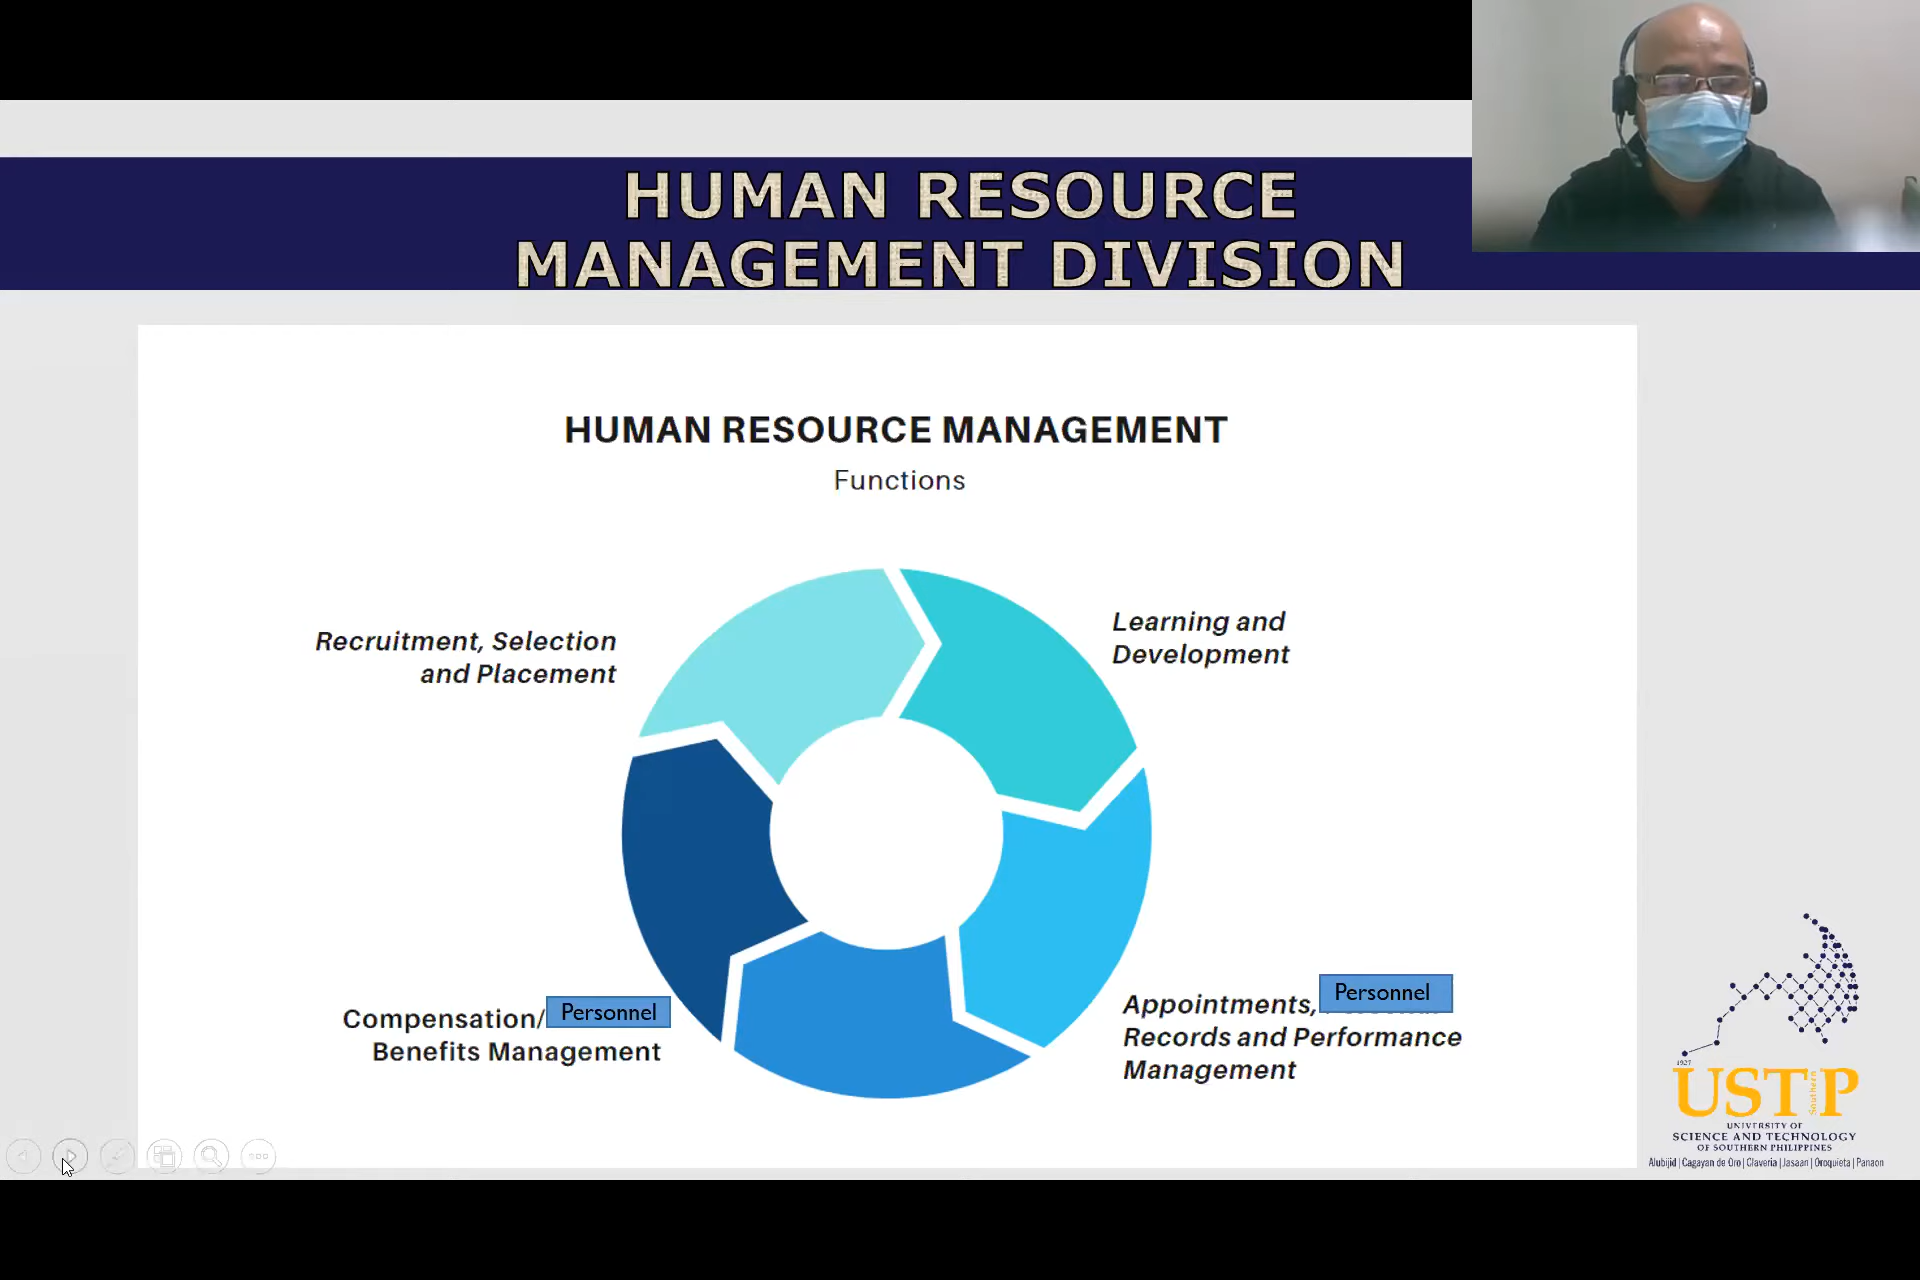 HUMAN RESOURCE
MANAGEMENT DIVISION
HUMAN RESOURCE MANAGEMENT
Functions
Recruitment, Selection
and Placement
Learning and
Development
Compensation/ Personnel
Benefits Management
Appointments, Personnel
Records and Performance
Management
1927
USTP
Southern
UNIVERSITY OF
SCIENCE AND TECHNOLOGY
OF SOUTHERN PHILIPPINES
Alubijid | Cagayan de Oro | Claveria | Jasaan | Oroquieta | Panaon